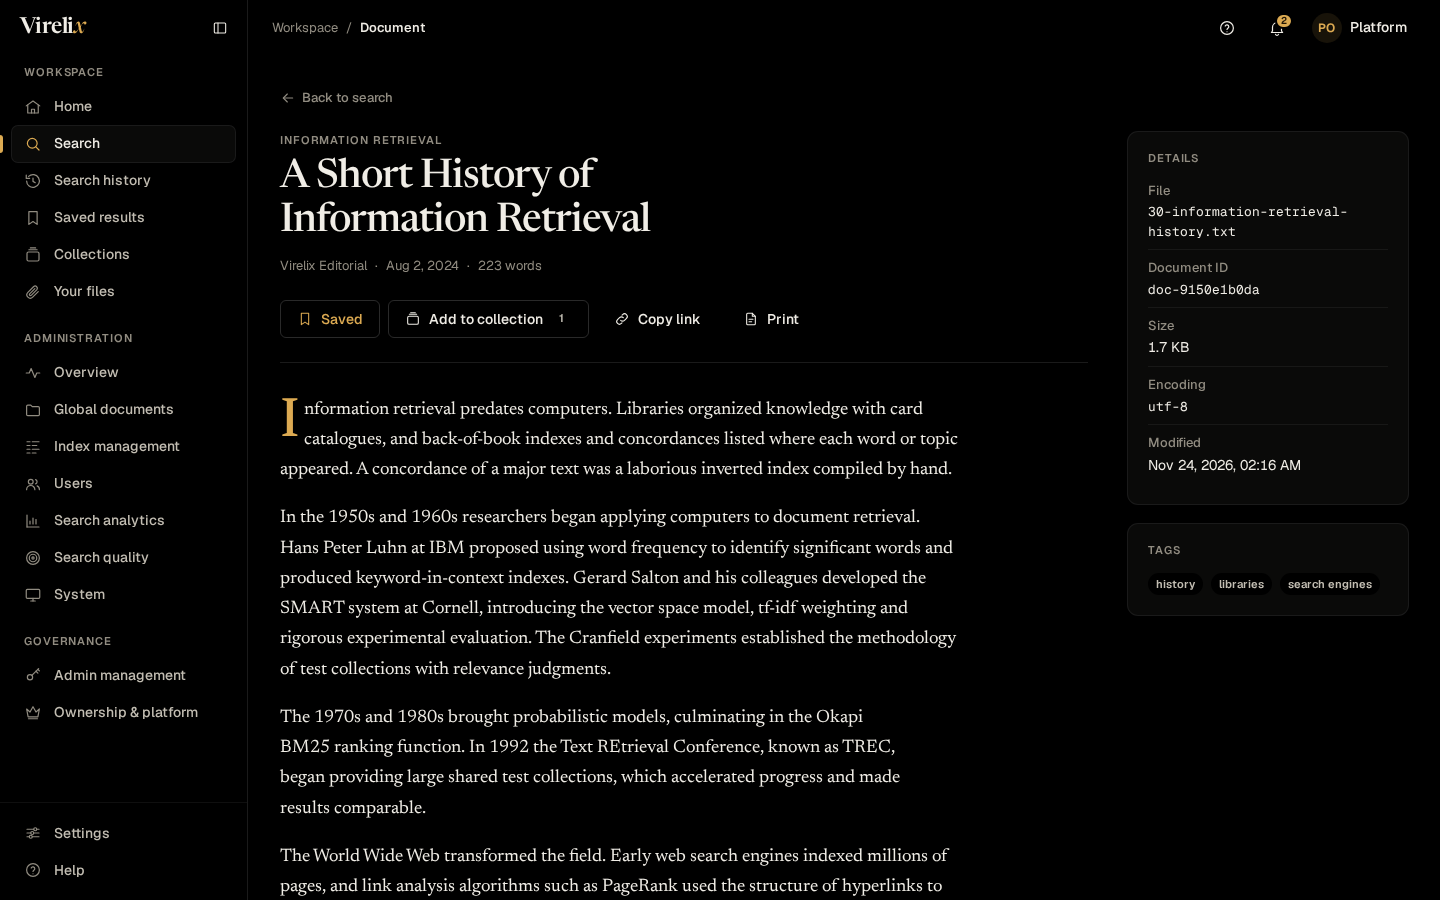 Virelix
WORKSPACE
Home
Search
Search history
Saved results
Collections
Your files
ADMINISTRATION
Overview
Global documents
Index management
Users
Search analytics
Search quality
System
GOVERNANCE
Admin management
Ownership & platform
Settings
Help
Workspace / Document
2
PO Platform
Back to search
INFORMATION RETRIEVAL
A Short History of
Information Retrieval
Virelix Editorial · Aug 2, 2024 · 223 words
Saved
Add to collection 1
Copy link
Print
Information retrieval predates computers. Libraries organized knowledge with card
catalogues, and back-of-book indexes and concordances listed where each word or topic
appeared. A concordance of a major text was a laborious inverted index compiled by hand.
In the 1950s and 1960s researchers began applying computers to document retrieval.
Hans Peter Luhn at IBM proposed using word frequency to identify significant words and
produced keyword-in-context indexes. Gerard Salton and his colleagues developed the
SMART system at Cornell, introducing the vector space model, tf-idf weighting and
rigorous experimental evaluation. The Cranfield experiments established the methodology
of test collections with relevance judgments.
The 1970s and 1980s brought probabilistic models, culminating in the Okapi
BM25 ranking function. In 1992 the Text REtrieval Conference, known as TREC,
began providing large shared test collections, which accelerated progress and made
results comparable.
The World Wide Web transformed the field. Early web search engines indexed millions of
pages, and link analysis algorithms such as PageRank used the structure of hyperlinks to
DETAILS
File
30-information-retrieval-
history.txt
Document ID
doc-9150e1b0da
Size
1.7 KB
Encoding
utf-8
Modified
Nov 24, 2026, 02:16 AM
TAGS
history
libraries
search engines